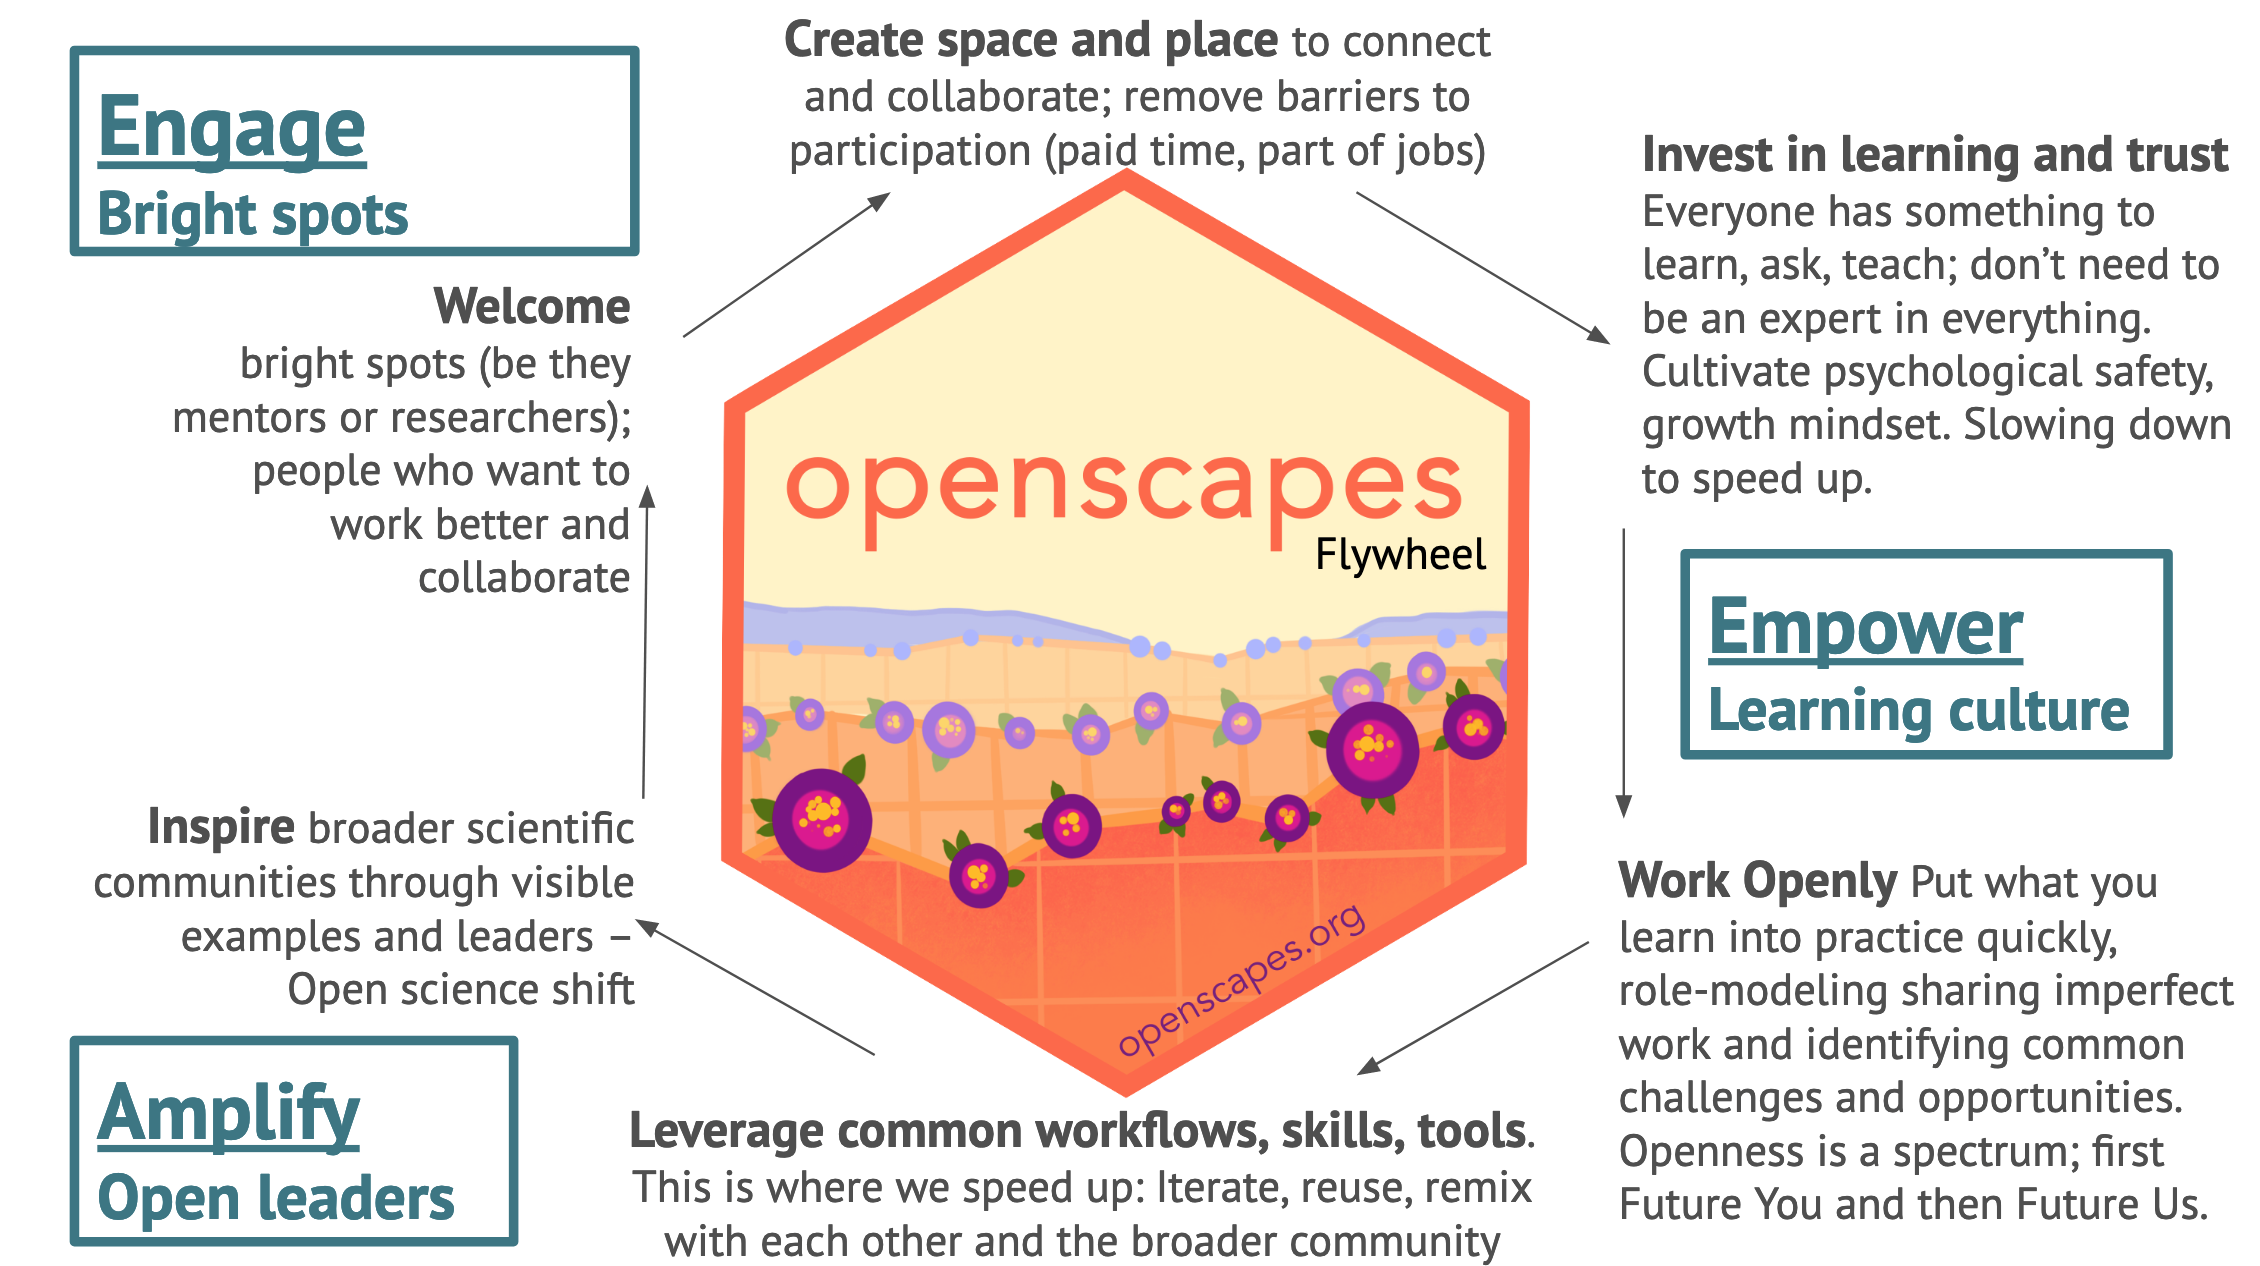 Engage
Bright spots
Welcome
bright spots (be they
mentors or researchers);
people who want to
work better and
collaborate
Create space and place to connect
and collaborate; remove barriers to
participation (paid time, part of jobs)
Invest in learning and trust
Everyone has something to
learn, ask, teach; don’t need to
be an expert in everything.
Cultivate psychological safety,
growth mindset. Slowing down
to speed up.
Empower
Learning culture
Work Openly Put what you
learn into practice quickly,
role-modeling sharing imperfect
work and identifying common
challenges and opportunities.
Openness is a spectrum; first
Future You and then Future Us.
Leverage common workflows, skills, tools.
This is where we speed up: Iterate, reuse, remix
with each other and the broader community
Inspire broader scientific
communities through visible
examples and leaders –
Open science shift
Amplify
Open leaders
openscapes
Flywheel
openscapes.org